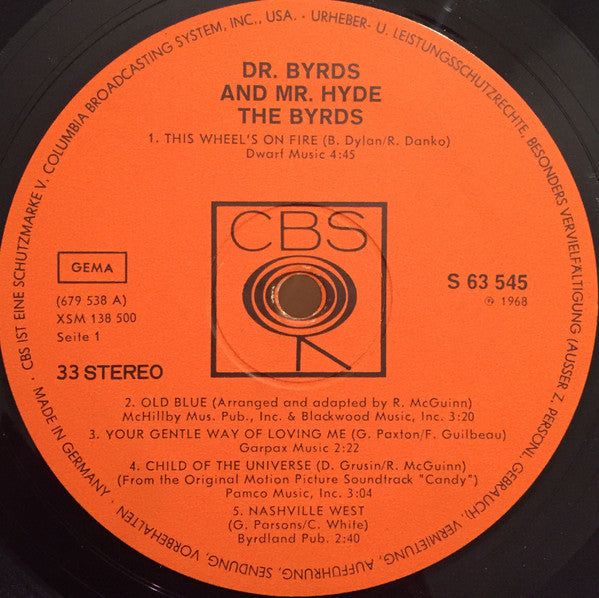 CBS IST EINE SCHUTZMARKE V. COLUMBIA BROADCASTING SYSTEM, INC., USA. · URHEBER- U. LEISTUNGSSCHUTZRECHTE, BESONDERS VERVIELFÄLTIGUNG (AUSSER Z. PERSÖNL. GEBRAUCH), VERMIETUNG, AUFFÜHRUNG, SENDUNG, VORBEHALTEN · MADE IN GERMANY ·
DR. BYRDS
AND MR. HYDE
THE BYRDS
1. THIS WHEEL'S ON FIRE (B. Dylan/R. Danko)
Dwarf Music 4:45
CBS
GEMA
(679 538 A)
XSM 138 500
Seite 1
33 STEREO
S 63 545
℗ 1968
2. OLD BLUE (Arranged and adapted by R. McGuinn)
McHillby Mus. Pub., Inc. & Blackwood Music, Inc. 3:20
3. YOUR GENTLE WAY OF LOVING ME (G. Paxton/F. Guilbeau)
Garpax Music 2:22
4. CHILD OF THE UNIVERSE (D. Grusin/R. McGuinn)
(From the Original Motion Picture Soundtrack "Candy")
Pamco Music, Inc. 3:04
5. NASHVILLE WEST
(G. Parsons/C. White)
Byrdland Pub. 2:40